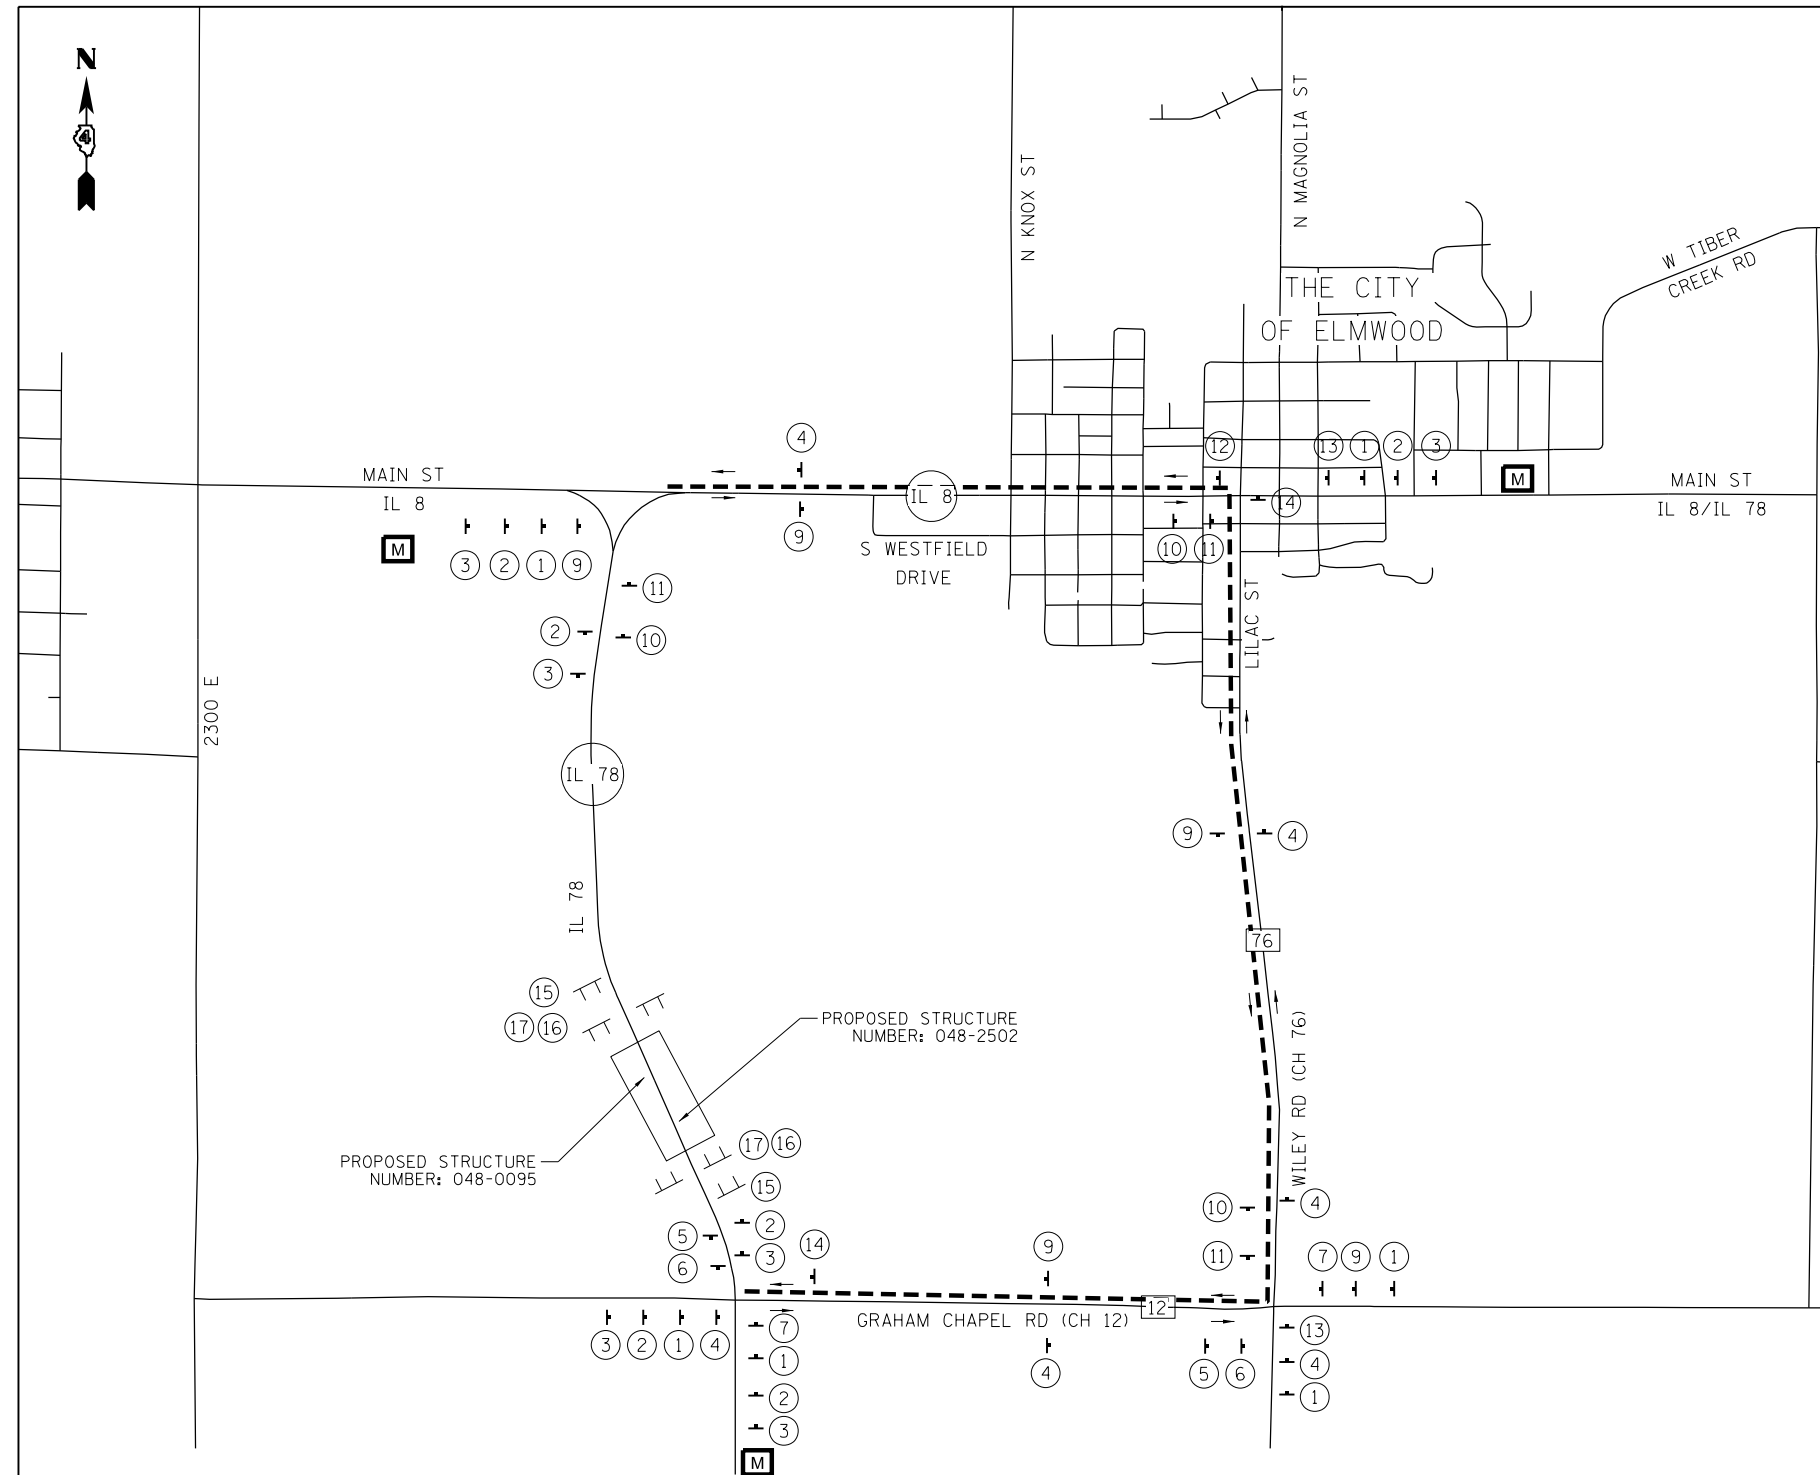 N
4
N MAGNOLIA ST
N KNOX ST
W TIBER
CREEK RD
THE CITY
OF ELMWOOD
4
12
13
1
2
3
MAIN ST
IL 8
IL 8
M
MAIN ST
IL 8/IL 78
14
9
S WESTFIELD
DRIVE
10
11
M
3
2
1
9
11
2
10
3
LILAC ST
2300 E
IL 78
9
4
IL 78
76
15
17
16
PROPOSED STRUCTURE
NUMBER: 048-2502
WILEY RD (CH 76)
PROPOSED STRUCTURE
NUMBER: 048-0095
17
16
15
10
4
2
5
3
6
14
9
11
7
9
1
12
GRAHAM CHAPEL RD (CH 12)
3
2
1
4
7
1
2
3
4
5
6
13
4
1
M